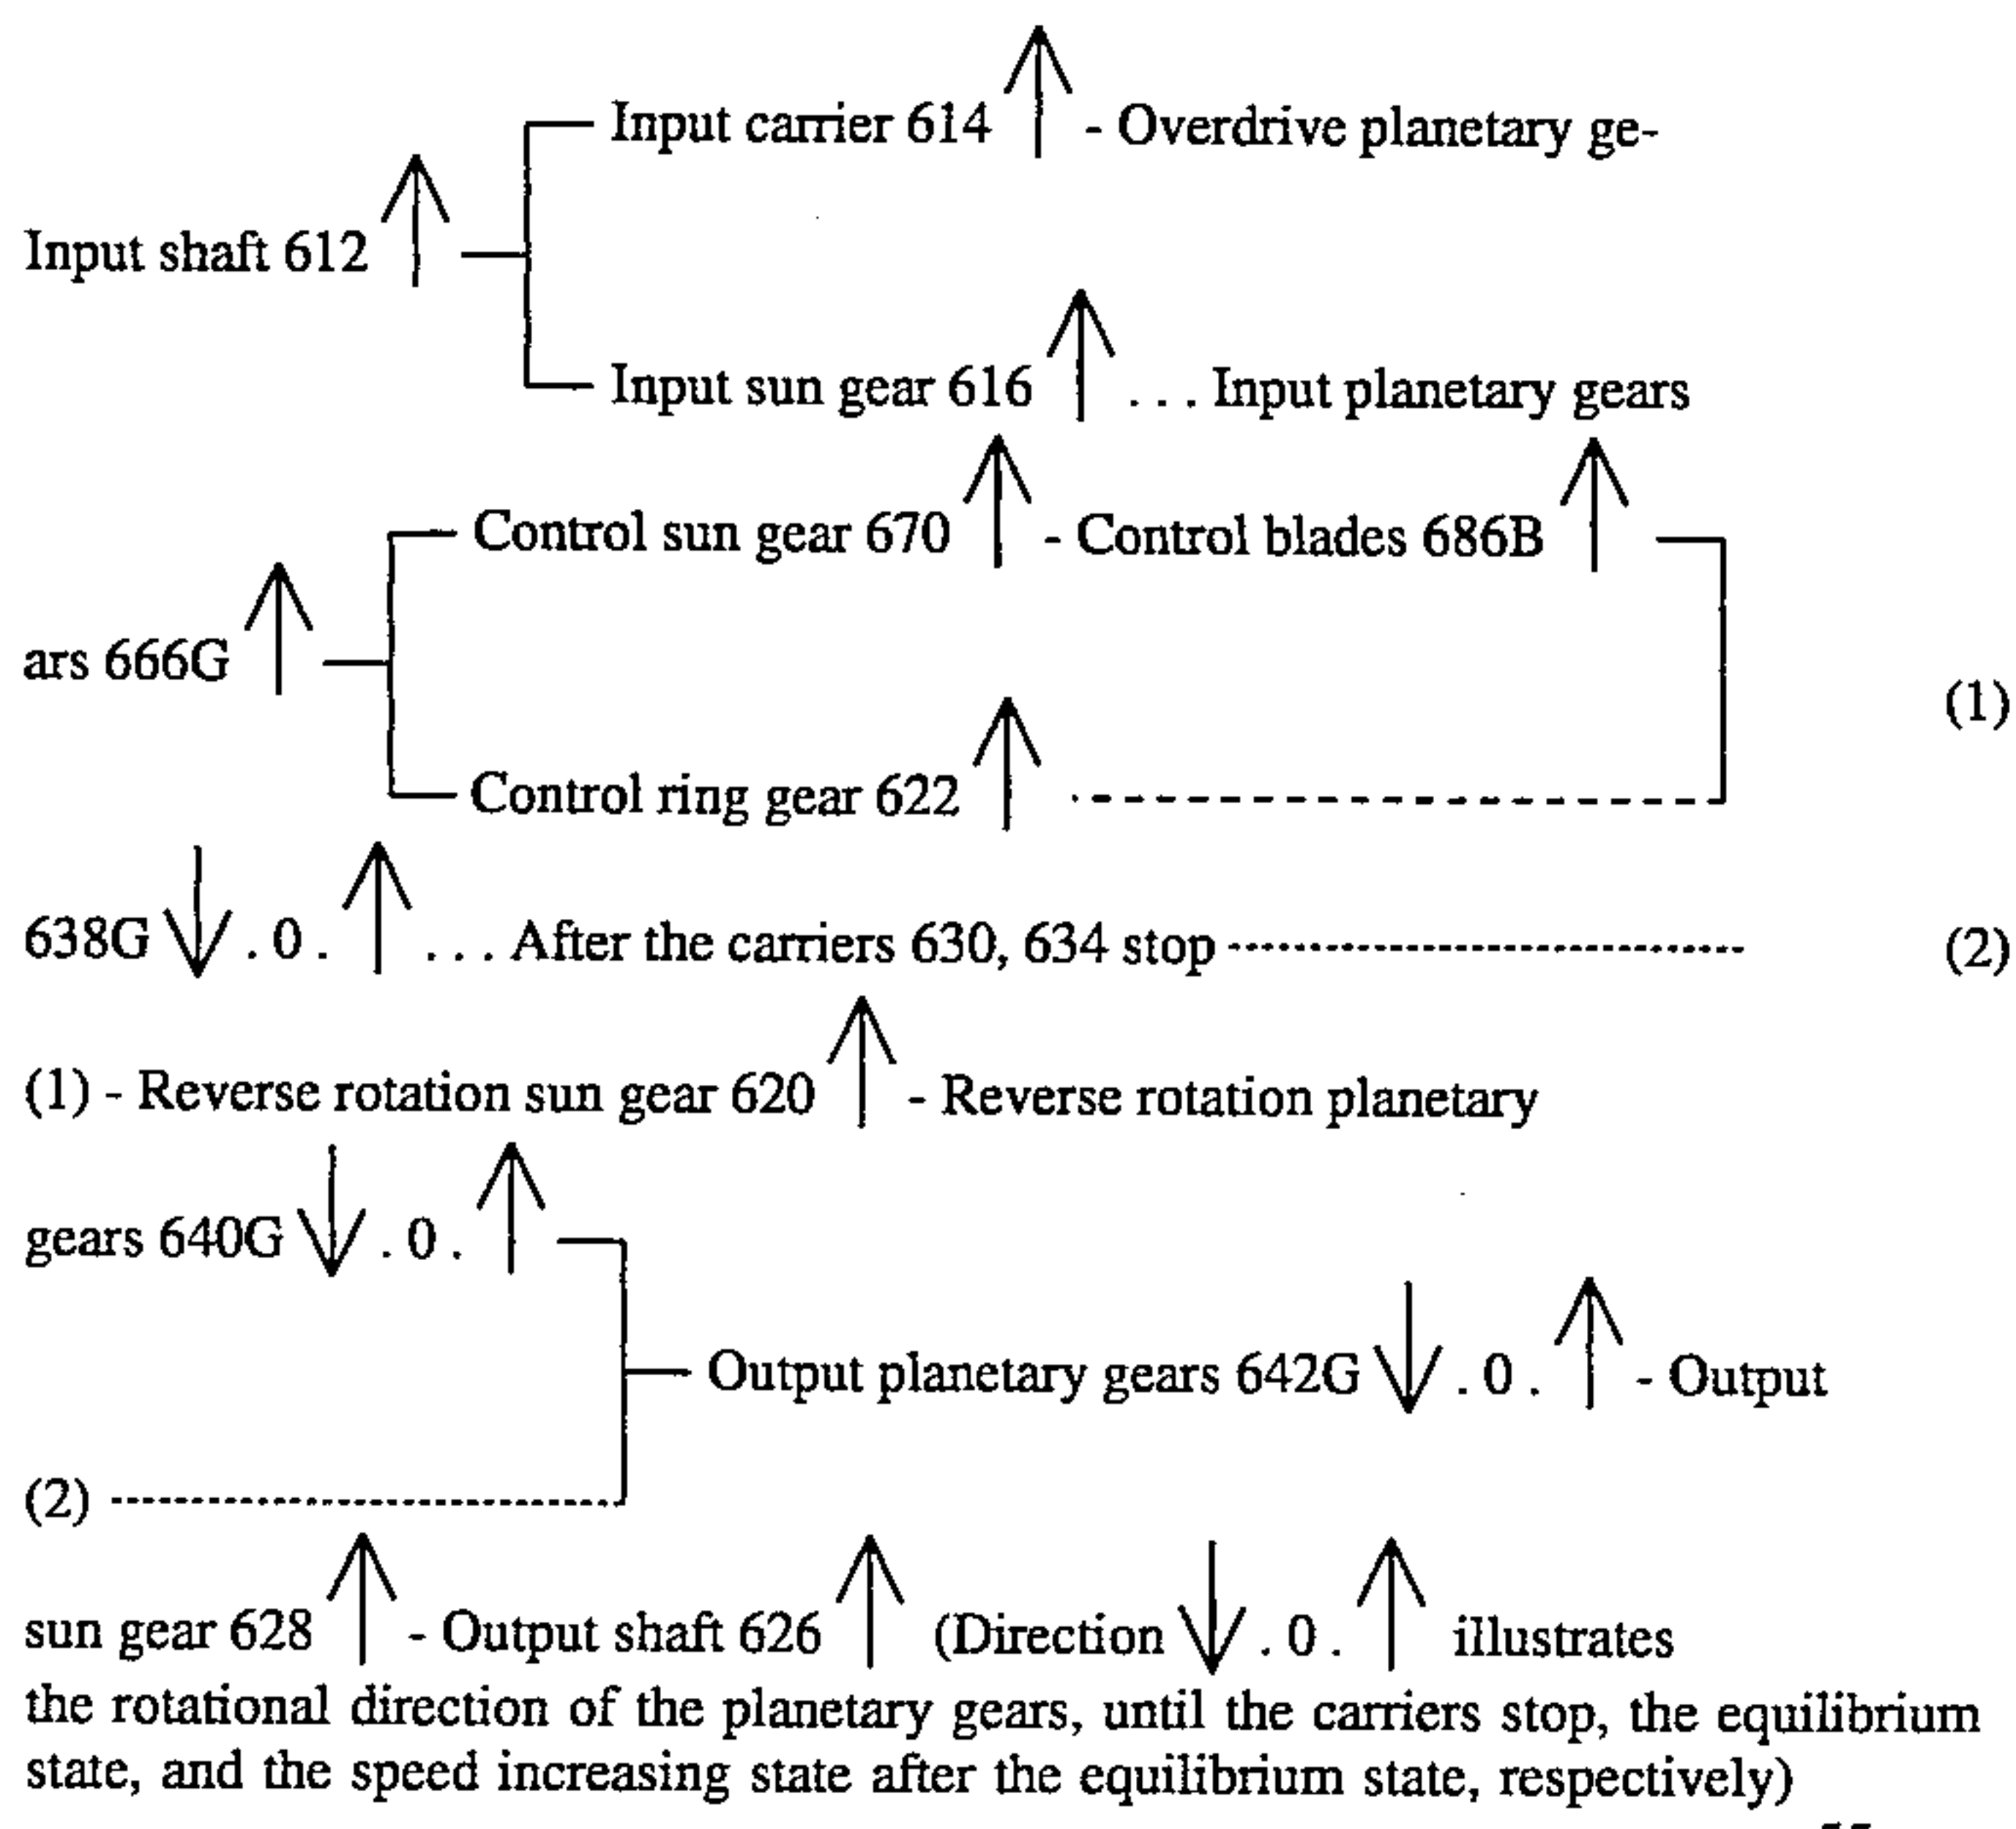 Input carrier 614 ↑ - Overdrive planetary ge-
Input shaft 612 ↑
Input sun gear 616 ↑ ... Input planetary gears
Control sun gear 670 ↑ - Control blades 686B ↑
ars 666G ↑
(1)
Control ring gear 622 ↑
638G ↓ . 0 . ↑ ... After the carriers 630, 634 stop (2)
(1) - Reverse rotation sun gear 620 ↑ - Reverse rotation planetary
gears 640G ↓ . 0 . ↑
Output planetary gears 642G ↓ . 0 . ↑ - Output
(2)
sun gear 628 ↑ - Output shaft 626 ↑ (Direction ↓ . 0 . ↑ illustrates
the rotational direction of the planetary gears, until the carriers stop, the equilibrium
state, and the speed increasing state after the equilibrium state, respectively)